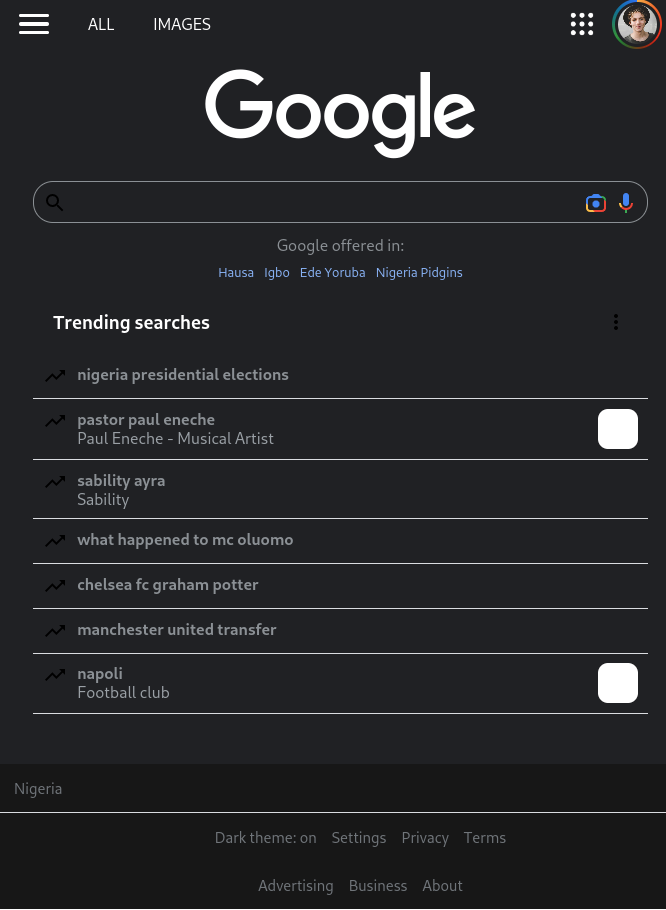 ALL IMAGES
Google
Google offered in:
Hausa Igbo Ede Yoruba Nigeria Pidgins
Trending searches
nigeria presidential elections
pastor paul eneche
Paul Eneche - Musical Artist
sability ayra
Sability
what happened to mc oluomo
chelsea fc graham potter
manchester united transfer
napoli
Football club
Nigeria
Dark theme: on Settings Privacy Terms
Advertising Business About